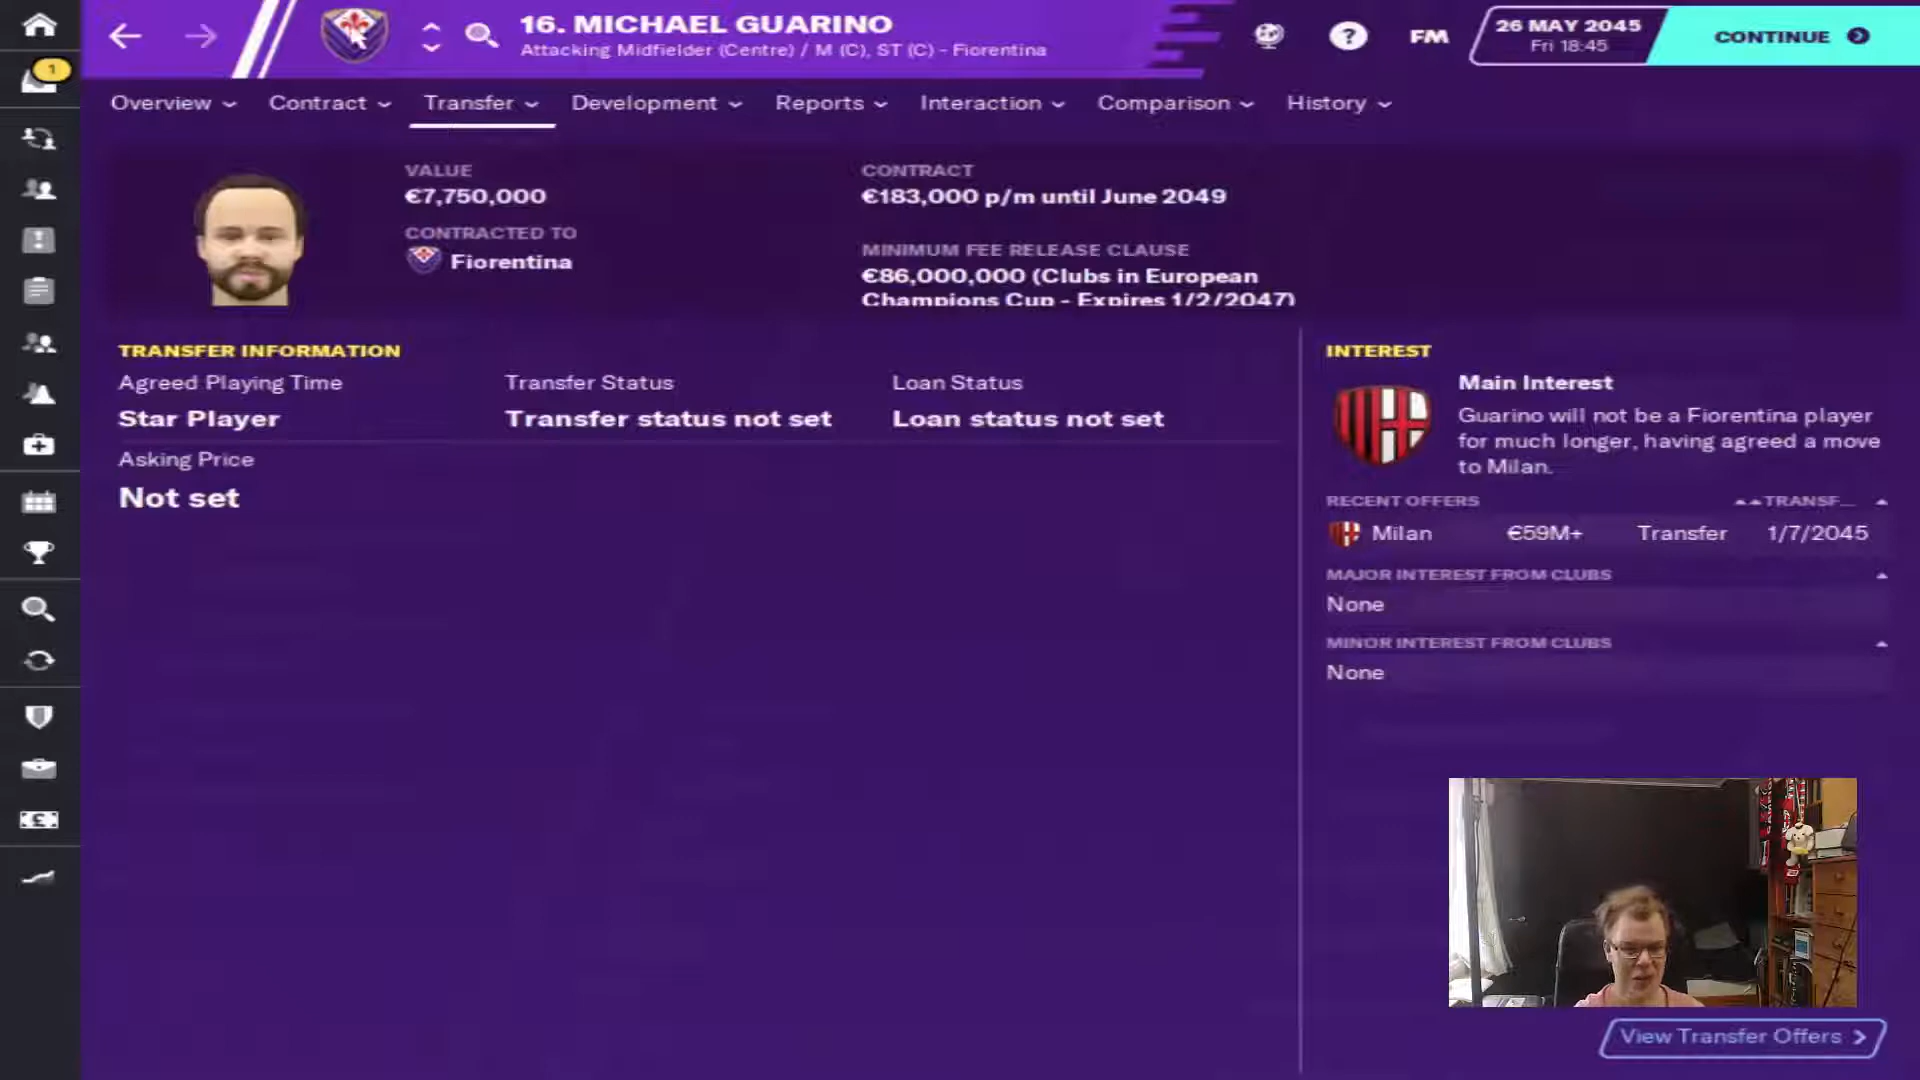 16. MICHAEL GUARINO
Attacking Midfielder (Centre) / M (C), ST (C) - Fiorentina
?
FM
26 MAY 2045
Fri 18:45
CONTINUE
1
Overview
Contract
Transfer
Development
Reports
Interaction
Comparison
History
VALUE
€7,750,000
CONTRACTED TO
Fiorentina
CONTRACT
€183,000 p/m until June 2049
MINIMUM FEE RELEASE CLAUSE
€86,000,000 (Clubs in European
Champions Cup - Expires 1/2/2047)
TRANSFER INFORMATION
Agreed Playing Time
Star Player
Transfer Status
Transfer status not set
Loan Status
Loan status not set
Asking Price
Not set
INTEREST
Main Interest
Guarino will not be a Fiorentina player
for much longer, having agreed a move
to Milan.
RECENT OFFERS
TRANSF...
Milan
€59M+
Transfer
1/7/2045
MAJOR INTEREST FROM CLUBS
None
MINOR INTEREST FROM CLUBS
None
View Transfer Offers